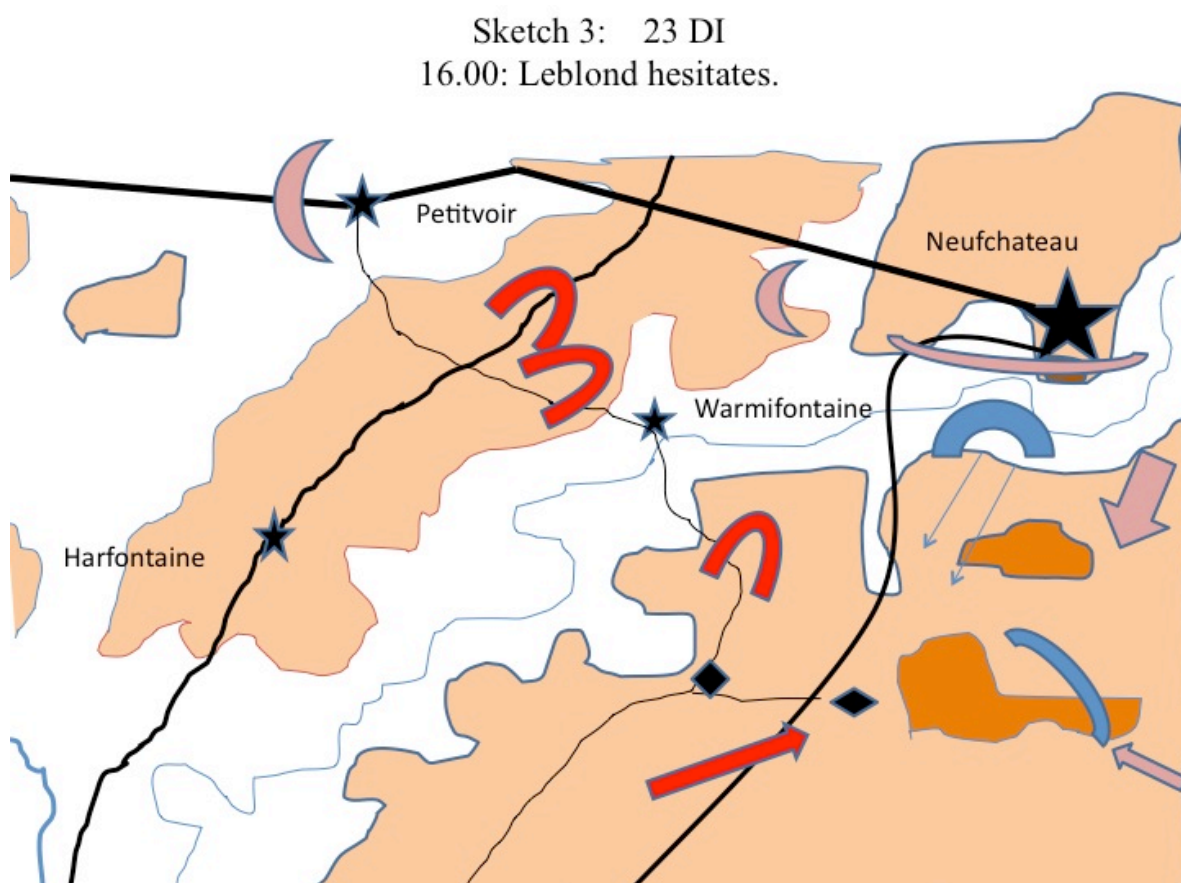 Sketch 3: 23 DI
16.00: Leblond hesitates.
Petitvoir
Neufchateau
Warmifontaine
Harfontaine